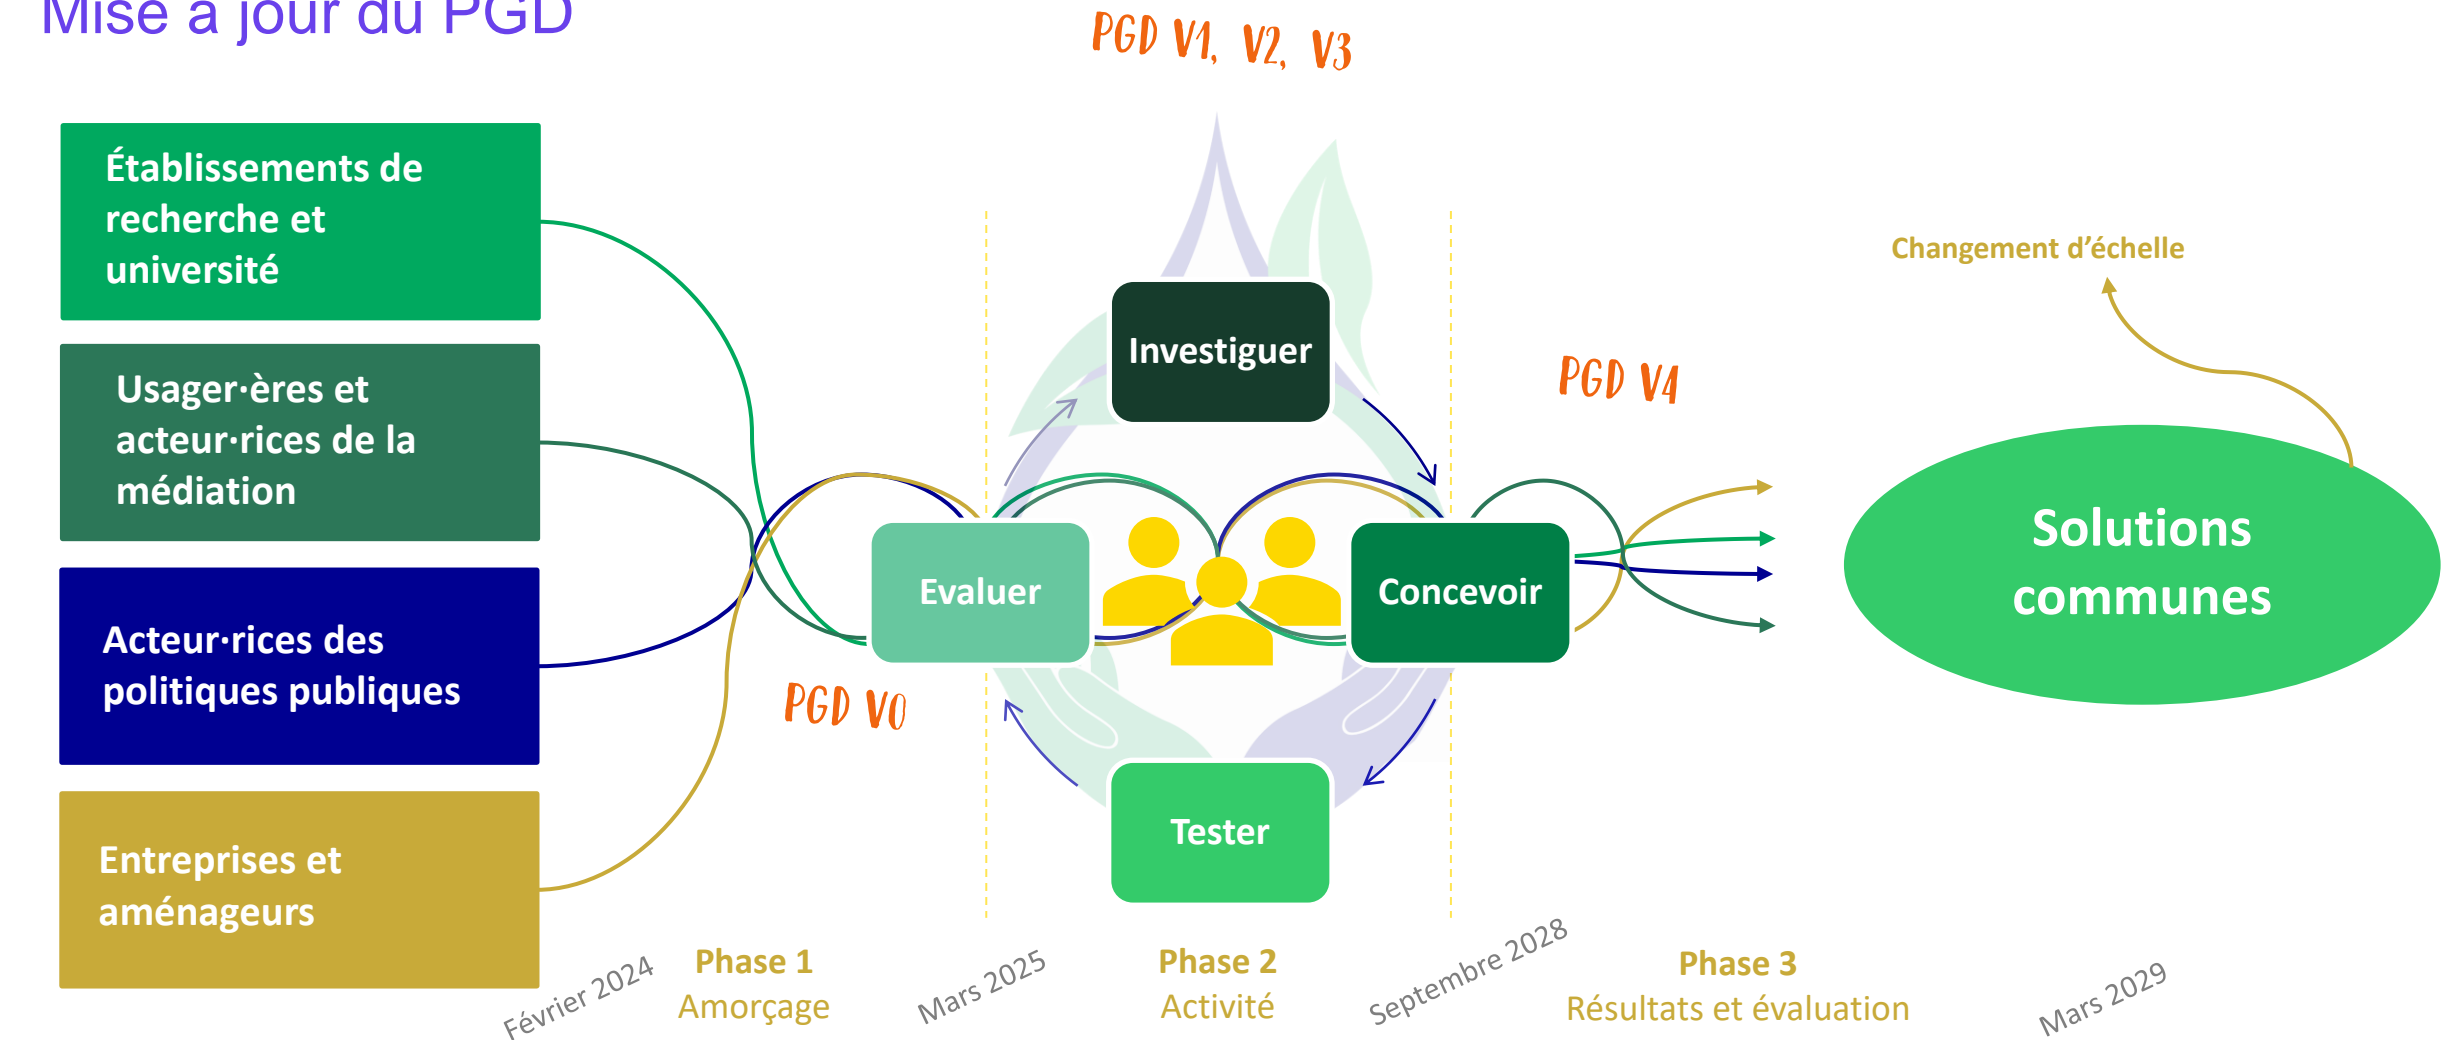 Mise à jour du PGD
PGD V1, V2, V3
Établissements de
recherche et
université
Usager·ères et
acteur·rices de la
médiation
Acteur·rices des
politiques publiques
Entreprises et
aménageurs
Investiguer
Evaluer
Concevoir
Tester
PGD V0
PGD V4
Changement d’échelle
Solutions
communes
Février 2024
Phase 1
Amorçage
Mars 2025
Phase 2
Activité
Septembre 2028
Phase 3
Résultats et évaluation
Mars 2029